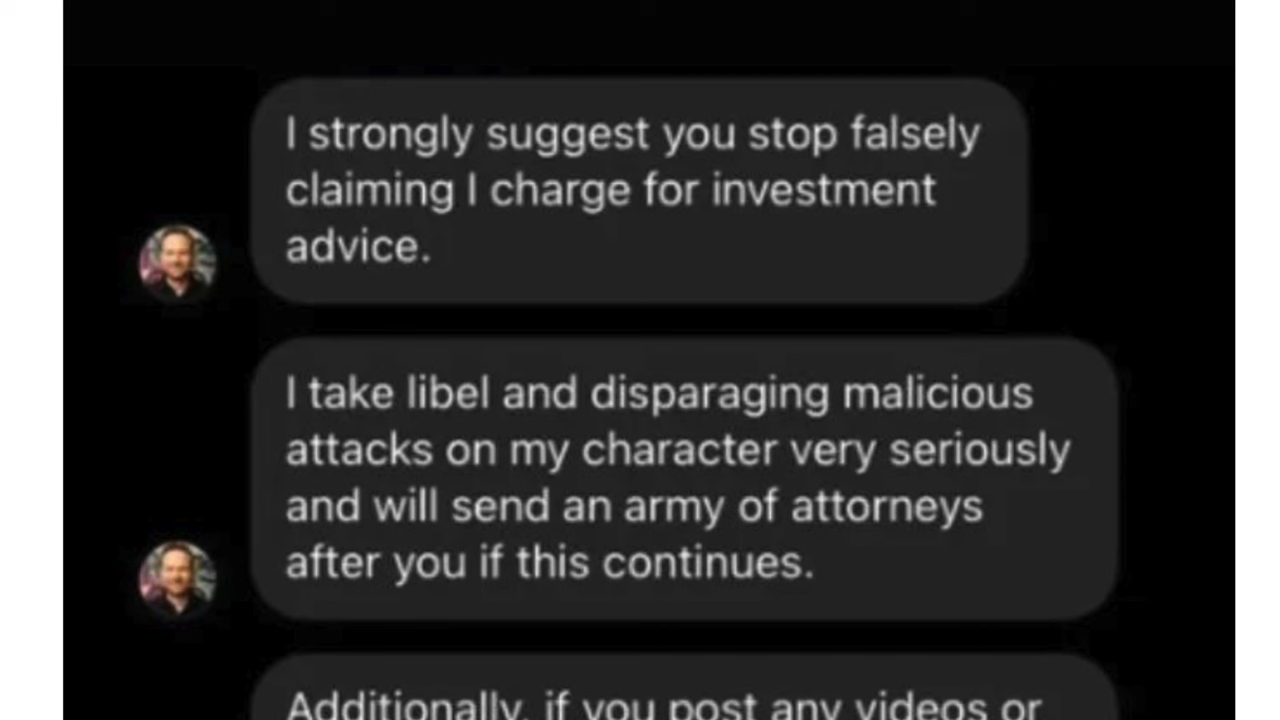 I strongly suggest you stop falsely
claiming I charge for investment
advice.
I take libel and disparaging malicious
attacks on my character very seriously
and will send an army of attorneys
after you if this continues.
Additionally, if you post any videos or